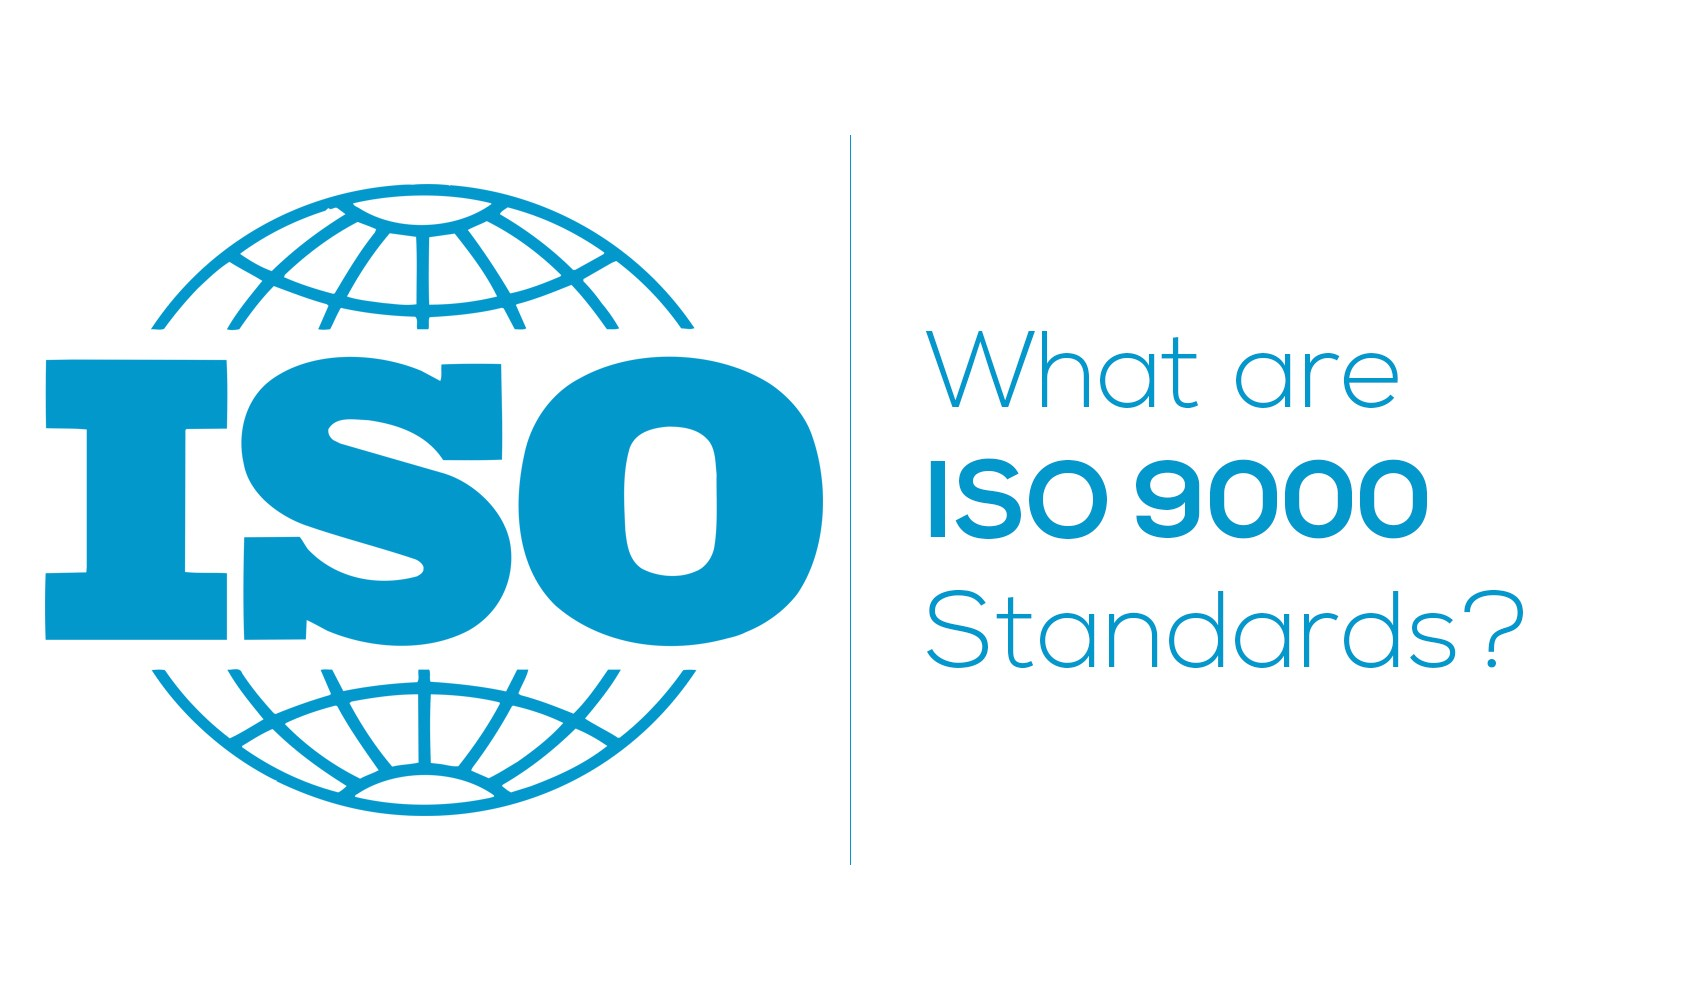 ISO
What are
ISO 9000
Standards?